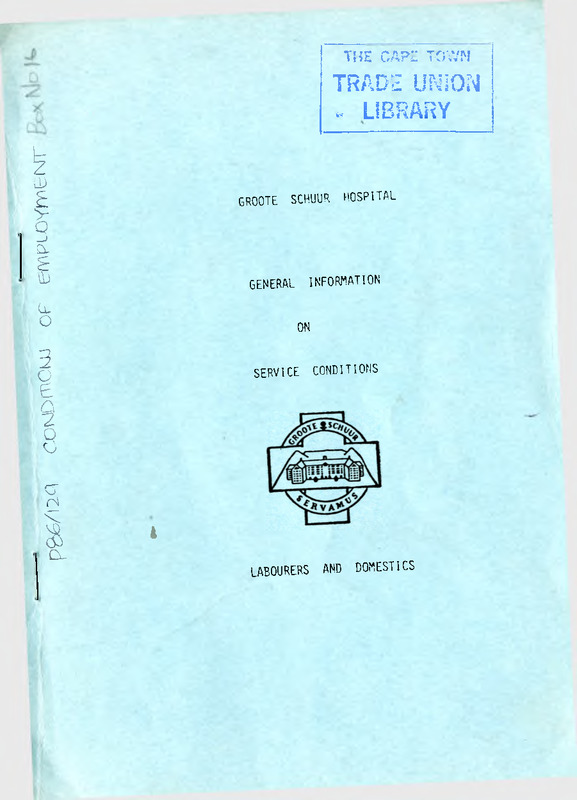 THE CAPE TOWN
TRADE UNION
LIBRARY
P86/129 CONDITIONS OF EMPLOYMENT Box No 16
GROOTE SCHUUR HOSPITAL
GENERAL INFORMATION
ON
SERVICE CONDITIONS
GROOTE SCHUUR
SERVAMUS
LABOURERS AND DOMESTICS